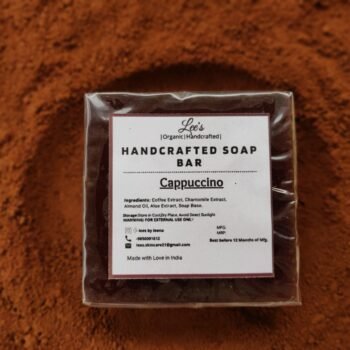 Lee's
|Organic|Handcrafted|
HANDCRAFTED SOAP
BAR
Cappuccino
Ingredients: Coffee Extract, Chamomile Extract,
Almond Oil, Aloe Extract, Soap Base.
Storage: Store in Cool,Dry Place, Avoid Direct Sunlight
WARNING: FOR EXTERNAL USE ONLY
MFG:
MRP:
Best before 12 Months of Mfg.
Made with Love in India